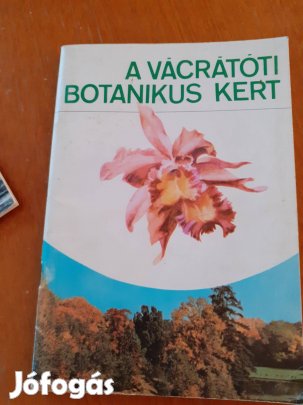 A VÁCRÁTÓTI
BOTANIKUS KERT
Jófogás